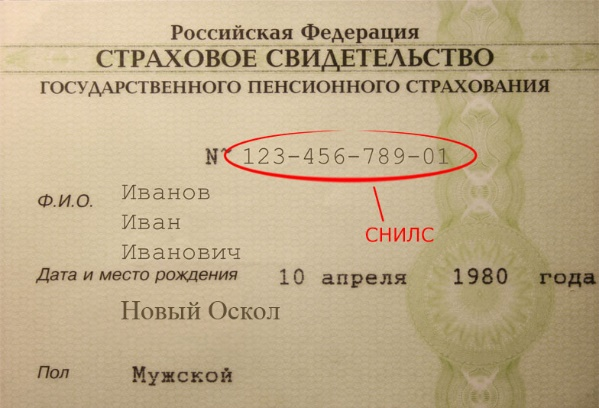 Российская Федерация
СТРАХОВОЕ СВИДЕТЕЛЬСТВО
ГОСУДАРСТВЕННОГО ПЕНСИОННОГО СТРАХОВАНИЯ
№ 123-456-789-01
СНИЛС
Ф.И.О. Иванов
Иван
Иванович
Дата и место рождения 10 апреля 1980 года
Новый Оскол
Пол Мужской